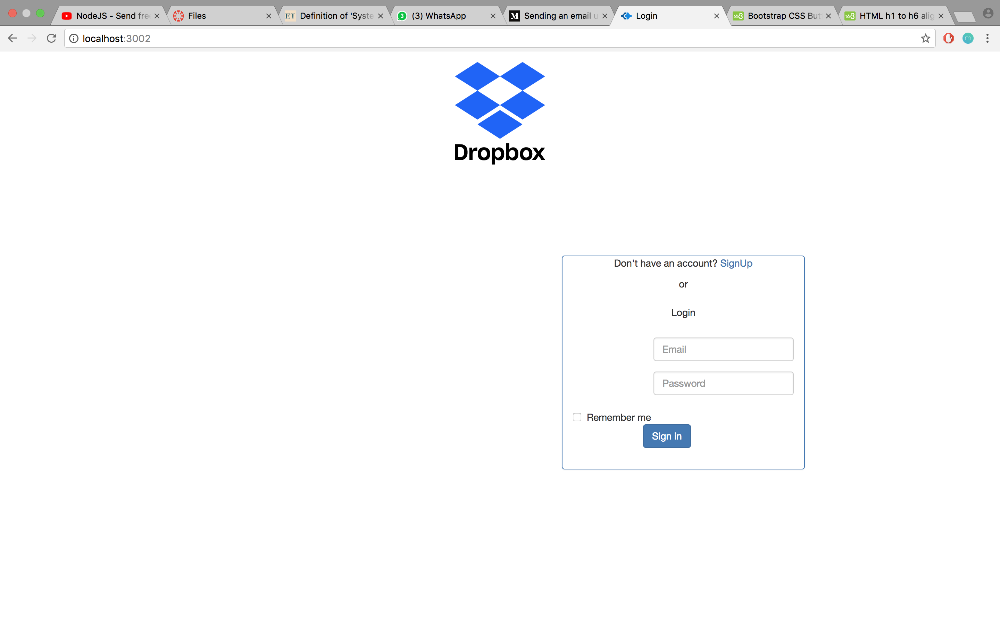 NodeJS - Send fre
Files
ET Definition of 'Syste
3 (3) WhatsApp
M Sending an email u
Login
w3 Bootstrap CSS But
w3 HTML h1 to h6 alig
localhost:3002
m
Dropbox
Don't have an account? SignUp
or
Login
Email
Password
Remember me
Sign in